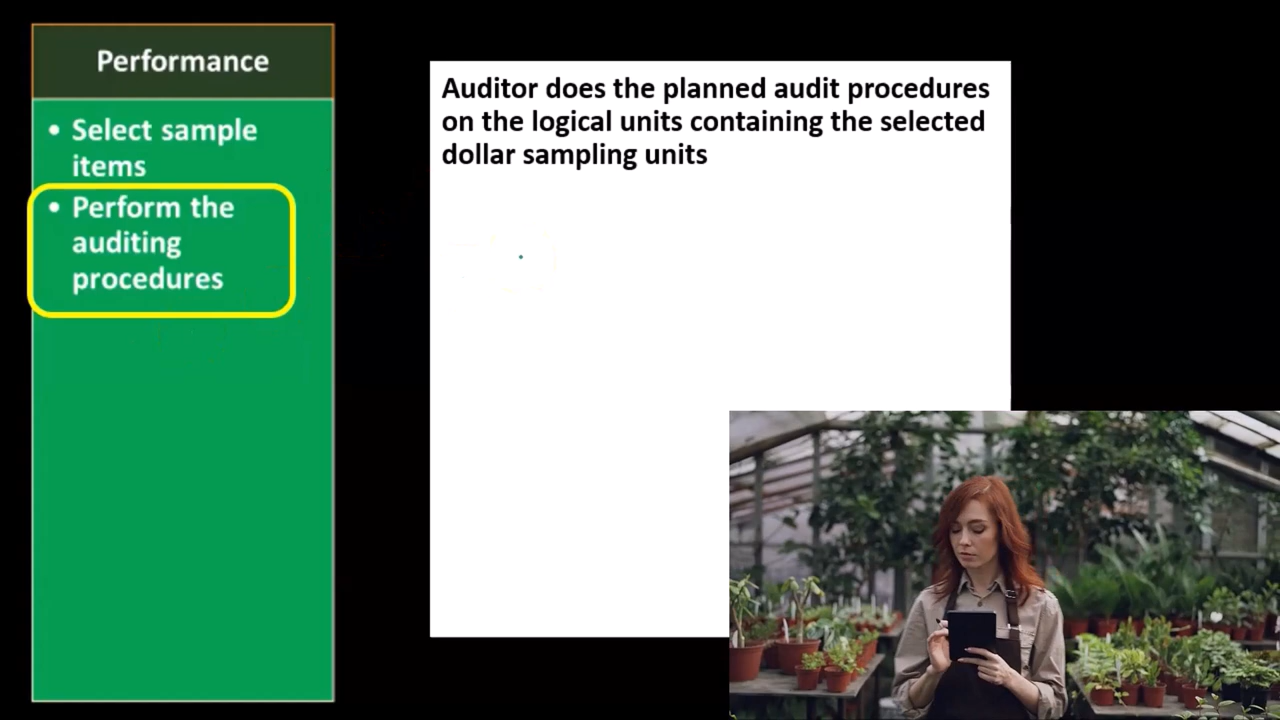 Performance
• Select sample
items
• Perform the
auditing
procedures
Auditor does the planned audit procedures
on the logical units containing the selected
dollar sampling units